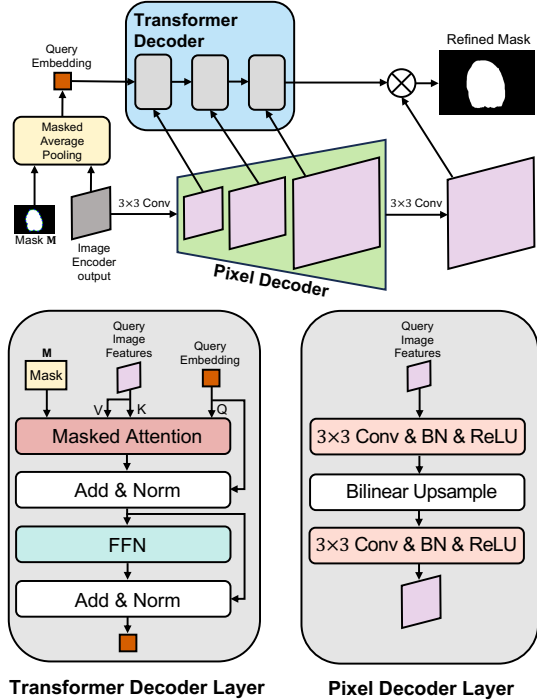 Transformer
Decoder
Query
Embedding
Refined Mask
Masked
Average
Pooling
3×3 Conv
3×3 Conv
Mask M
Image
Encoder
output
Pixel Decoder
Query
Image
Features
Query
Embedding
M
Mask
V
K
Q
Masked Attention
Add & Norm
FFN
Add & Norm
Transformer Decoder Layer
Query
Image
Features
3×3 Conv & BN & ReLU
Bilinear Upsample
3×3 Conv & BN & ReLU
Pixel Decoder Layer